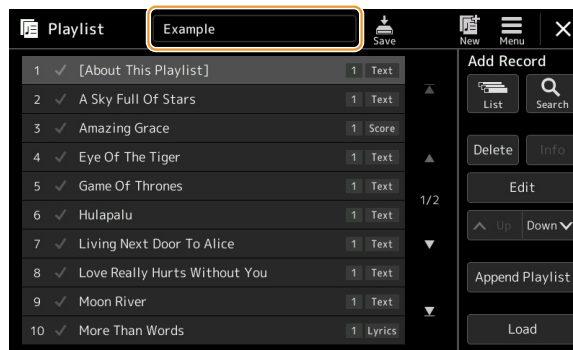 Playlist Example Save New Menu
Add Record
1 [About This Playlist] 1 Text
2 A Sky Full Of Stars 1 Text
3 Amazing Grace 1 Score
4 Eye Of The Tiger 1 Text
5 Game Of Thrones 1 Text
6 Hulapalu 1 Text
7 Living Next Door To Alice 1 Text
8 Love Really Hurts Without You 1 Text
9 Moon River 1 Text
10 More Than Words 1 Lyrics
1/2
List Search
Delete Info
Edit
Up Down
Append Playlist
Load